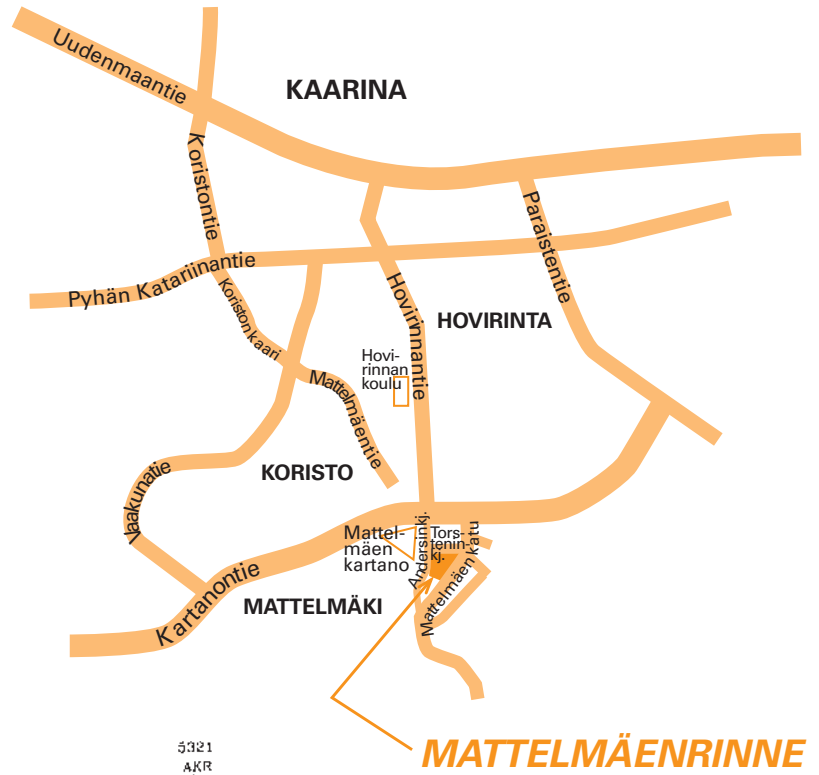 Uudenmaantie
KAARINA
Koristontie
Paraistentie
Pyhän Katariinantie
Koriston kaari
Hovirinnantie
HOVIRINTA
Hovi-
rinnan
koulu
Mattelmäentie
KORISTO
Vaakunatie
Mattel-
mäen
kartano
Andersinkj.
Tors-
tenin-
kj.
Mattelmäen katu
Kartanontie
MATTELMÄKI
MATTELMÄENRINNE
5321
AKR